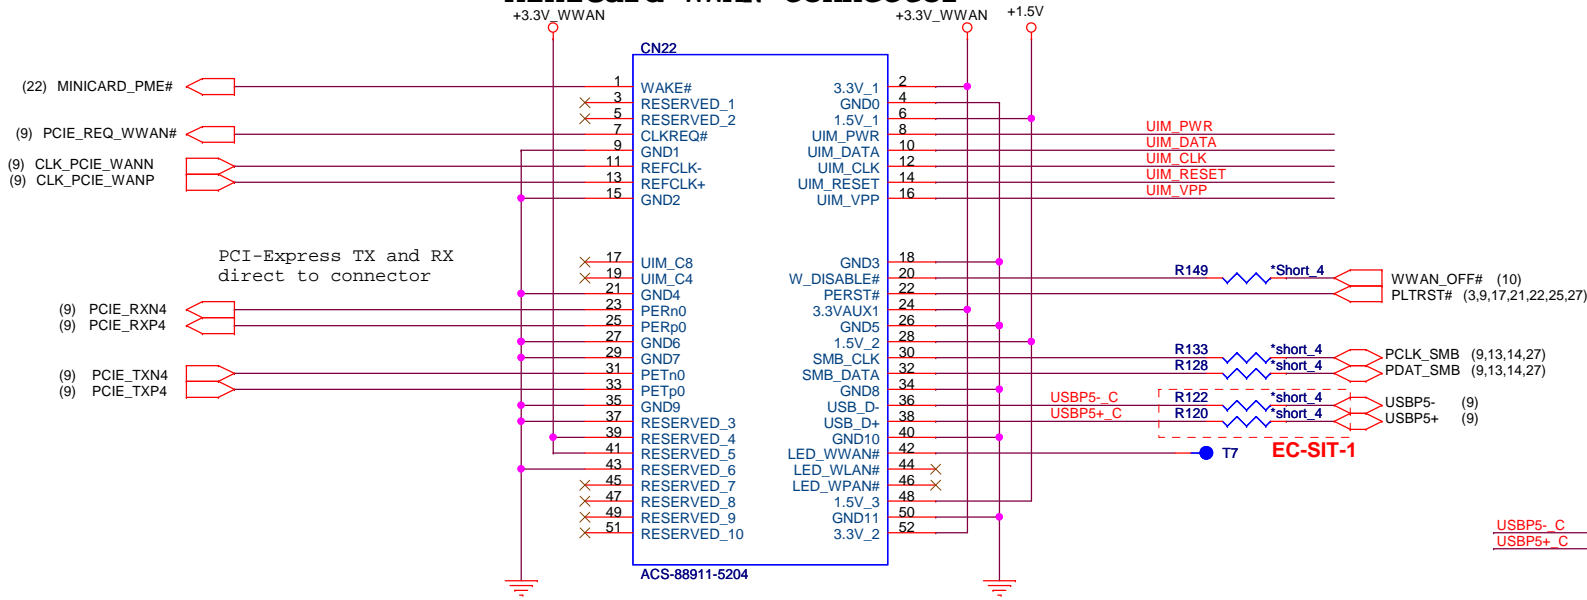 MiniCard WWAN connector
+3.3V_WWAN +3.3V_WWAN +1.5V
CN22
(22) MINICARD_PME# 1 WAKE# 3.3V_1 2
3 RESERVED_1 GND0 4
5 RESERVED_2 1.5V_1 6
(9) PCIE_REQ_WWAN# 7 CLKREQ# UIM_PWR 8 UIM_PWR
9 GND1 UIM_DATA 10 UIM_DATA
(9) CLK_PCIE_WANN 11 REFCLK- UIM_CLK 12 UIM_CLK
(9) CLK_PCIE_WANP 13 REFCLK+ UIM_RESET 14 UIM_RESET
15 GND2 UIM_VPP 16 UIM_VPP
PCI-Express TX and RX
direct to connector
17 UIM_C8 GND3 18
19 UIM_C4 W_DISABLE# 20 R149 *Short_4 WWAN_OFF# (10)
21 GND4 PERST# 22 PLTRST# (3,9,17,21,22,25,27)
(9) PCIE_RXN4 23 PERn0 3.3VAUX1 24
(9) PCIE_RXP4 25 PERp0 GND5 26
27 GND6 1.5V_2 28
29 GND7 SMB_CLK 30 R133 *short_4 PCLK_SMB (9,13,14,27)
(9) PCIE_TXN4 31 PETn0 SMB_DATA 32 R128 *short_4 PDAT_SMB (9,13,14,27)
(9) PCIE_TXP4 33 PETp0 GND8 34
35 GND9 USB_D- 36 USBP5-_C R122 *short_4 USBP5- (9)
37 RESERVED_3 USB_D+ 38 USBP5+_C R120 *short_4 USBP5+ (9)
39 RESERVED_4 GND10 40
41 RESERVED_5 LED_WWAN# 42 T7 EC-SIT-1
43 RESERVED_6 LED_WLAN# 44
45 RESERVED_7 LED_WPAN# 46
47 RESERVED_8 1.5V_3 48
49 RESERVED_9 GND11 50
51 RESERVED_10 3.3V_2 52
USBP5-_C
USBP5+_C
ACS-88911-5204